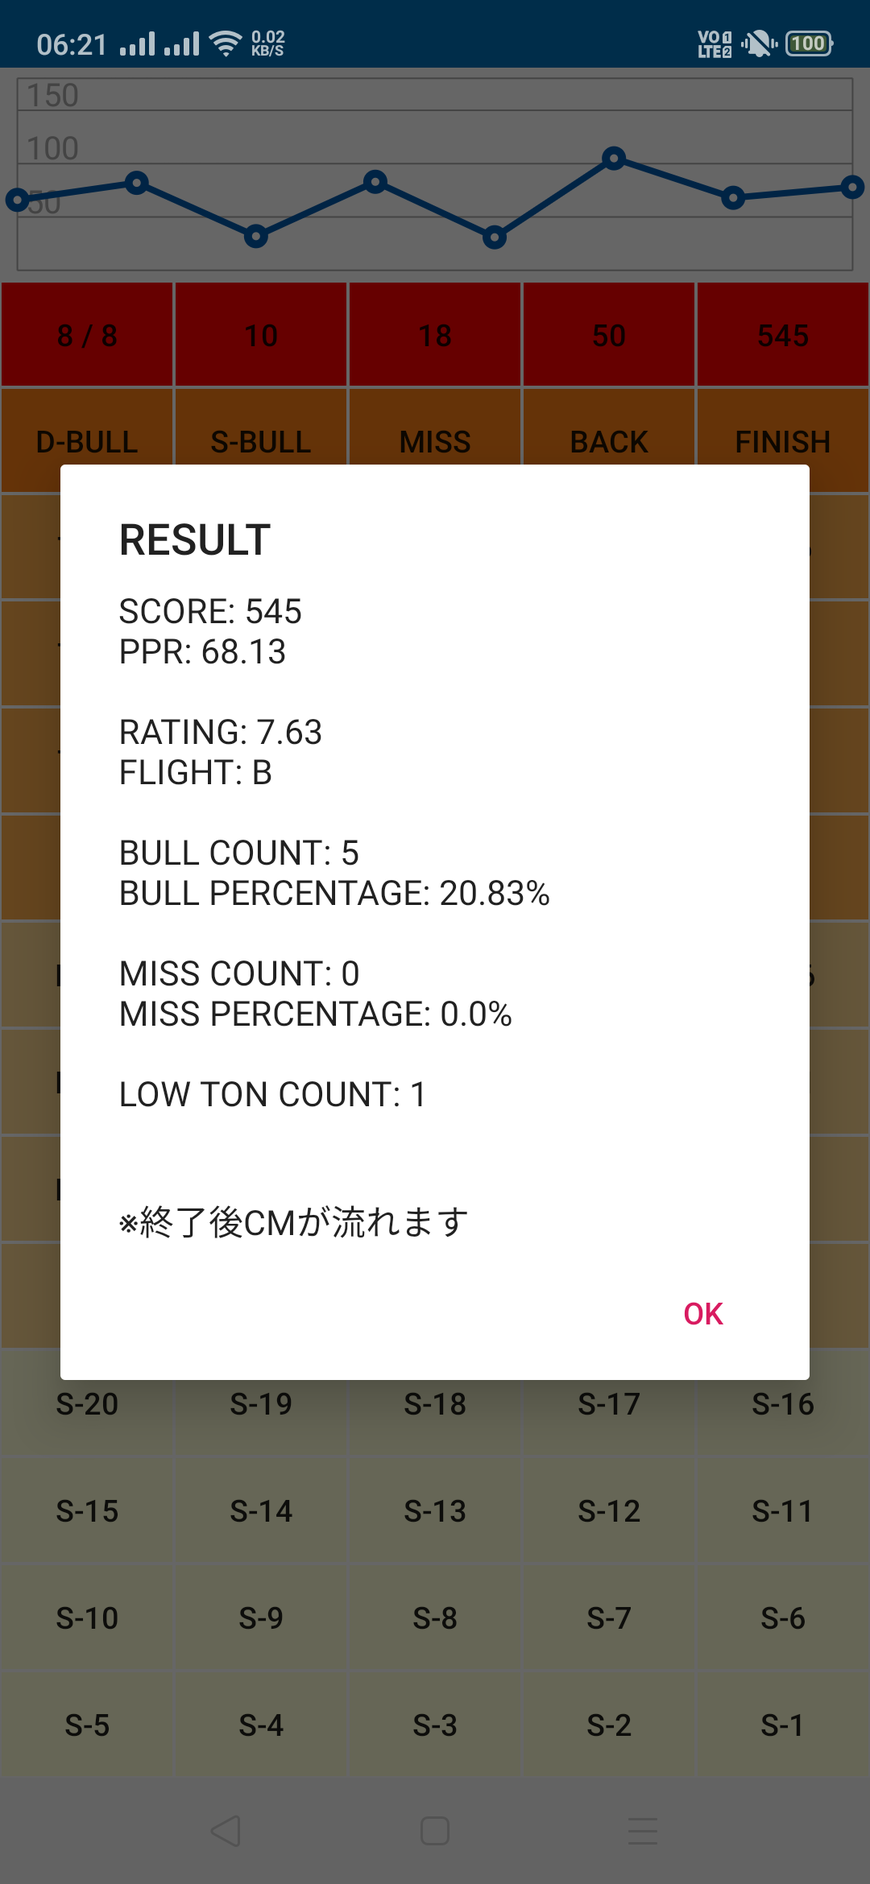 06:21 0.02 KB/S VO 1 LTE 2 100
150
100
50
8 / 8 10 18 50 545
D-BULL S-BULL MISS BACK FINISH
RESULT
SCORE: 545
PPR: 68.13
RATING: 7.63
FLIGHT: B
BULL COUNT: 5
BULL PERCENTAGE: 20.83%
MISS COUNT: 0
MISS PERCENTAGE: 0.0%
LOW TON COUNT: 1
※終了後CMが流れます
OK
S-20 S-19 S-18 S-17 S-16
S-15 S-14 S-13 S-12 S-11
S-10 S-9 S-8 S-7 S-6
S-5 S-4 S-3 S-2 S-1